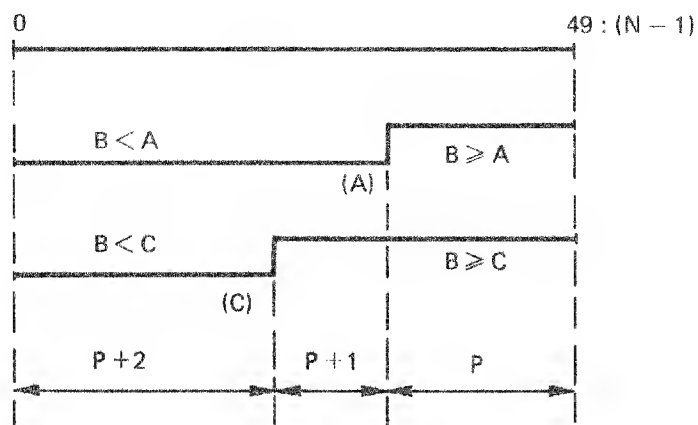 0 49 : (N − 1)
B < A
B ⩾ A
(A)
B < C
B ⩾ C
(C)
P + 2 P + 1 P